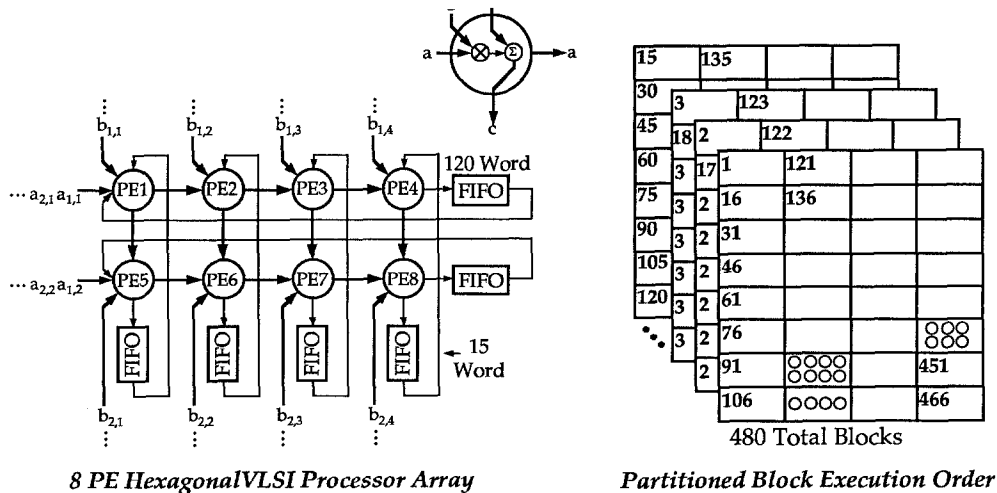 a
Σ
a
c
b1,1
b1,2
b1,3
b1,4
120 Word
... a2,1 a1,1
PE1
PE2
PE3
PE4
FIFO
... a2,2 a1,2
PE5
PE6
PE7
PE8
FIFO
FIFO
FIFO
FIFO
FIFO
15
Word
b2,1
b2,2
b2,3
b2,4
8 PE HexagonalVLSI Processor Array
15 135
30
45
60
75
90
105
120
3 123
18
3
3
3
3
3
3
2 122
17
2
2
2
2
2
2
1 121
16 136
31
46
61
76
91 451
106 466
480 Total Blocks
Partitioned Block Execution Order